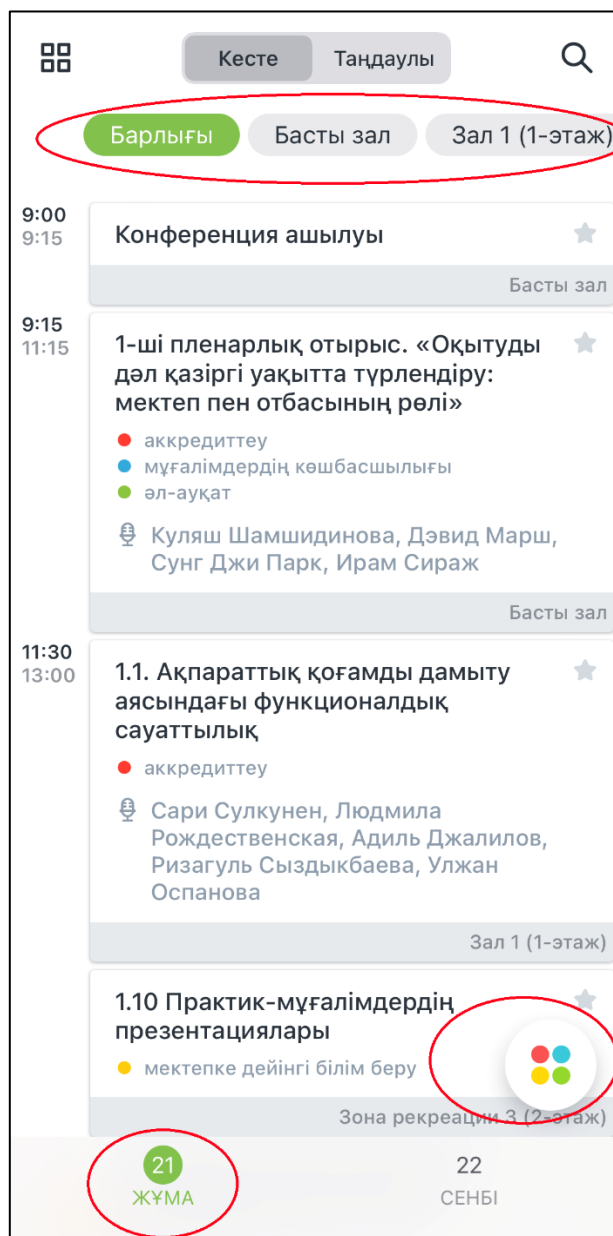 Кесте Таңдаулы
Барлығы Басты зал Зал 1 (1-этаж)
9:00
9:15
Конференция ашылуы
Басты зал
9:15
11:15
1-ші пленарлық отырыс. «Оқытуды
дәл қазіргі уақытта түрлендіру:
мектеп пен отбасының рөлі»
аккредиттеу
мұғалімдердің көшбасшылығы
әл-ауқат
Куляш Шамшидинова, Дэвид Марш,
Сунг Джи Парк, Ирам Сираж
Басты зал
11:30
13:00
1.1. Ақпараттық қоғамды дамыту
аясындағы функционалдық
сауаттылық
аккредиттеу
Сари Сулкунен, Людмила
Рождественская, Адиль Джалилов,
Ризагуль Сыздыкбаева, Улжан
Оспанова
Зал 1 (1-этаж)
1.10 Практик-мұғалімдердің
презентациялары
мектепке дейінгі білім беру
Зона рекреации 3 (2-этаж)
21 22
ЖҰМА СЕНБІ